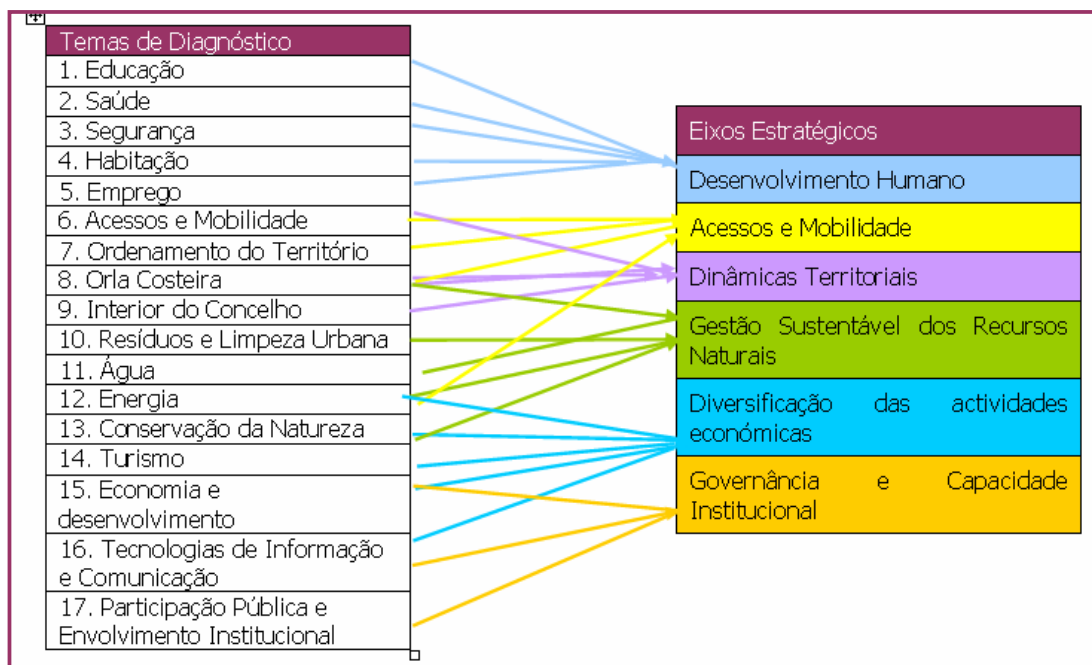 Temas de Diagnóstico
1. Educação
2. Saúde
3. Segurança
4. Habitação
5. Emprego
6. Acessos e Mobilidade
7. Ordenamento do Território
8. Orla Costeira
9. Interior do Concelho
10. Resíduos e Limpeza Urbana
11. Água
12. Energia
13. Conservação da Natureza
14. Turismo
15. Economia e
desenvolvimento
16. Tecnologias de Informação
e Comunicação
17. Participação Pública e
Envolvimento Institucional
Eixos Estratégicos
Desenvolvimento Humano
Acessos e Mobilidade
Dinâmicas Territoriais
Gestão Sustentável dos Recursos
Naturais
Diversificação das actividades
económicas
Governância e Capacidade
Institucional